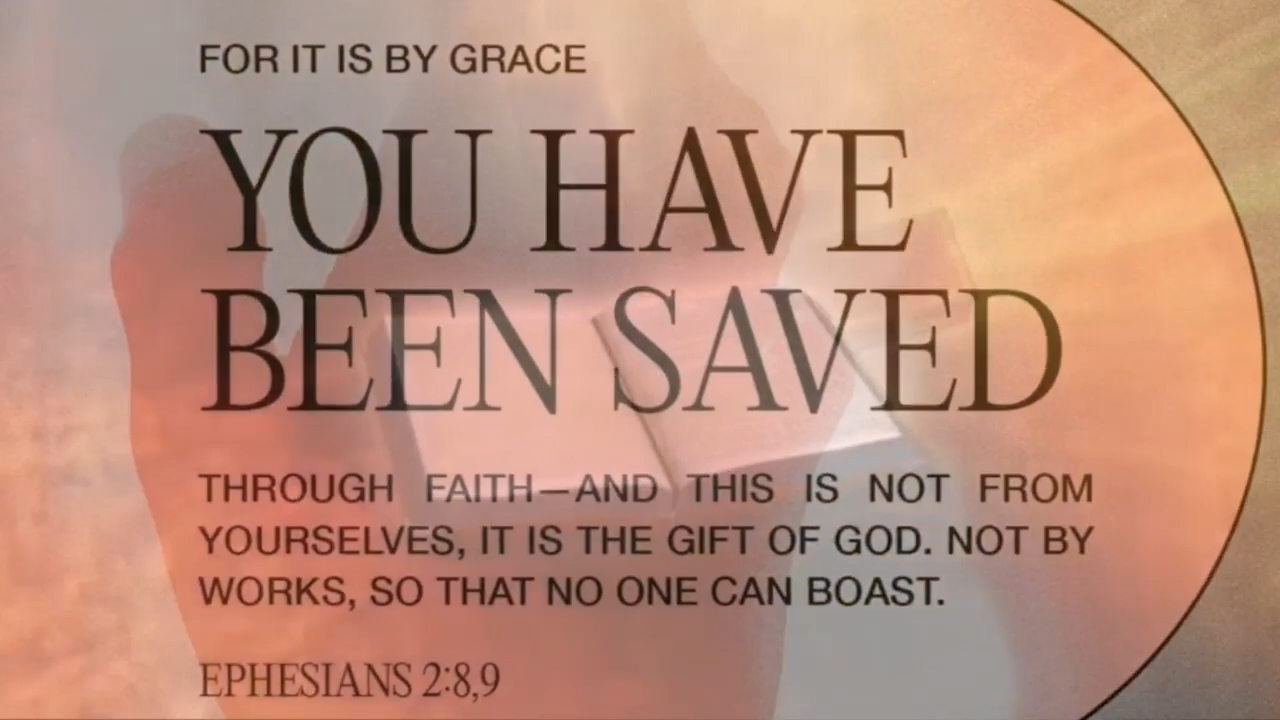 FOR IT IS BY GRACE
YOU HAVE
BEEN SAVED
THROUGH FAITH—AND THIS IS NOT FROM
YOURSELVES, IT IS THE GIFT OF GOD. NOT BY
WORKS, SO THAT NO ONE CAN BOAST.
EPHESIANS 2:8,9